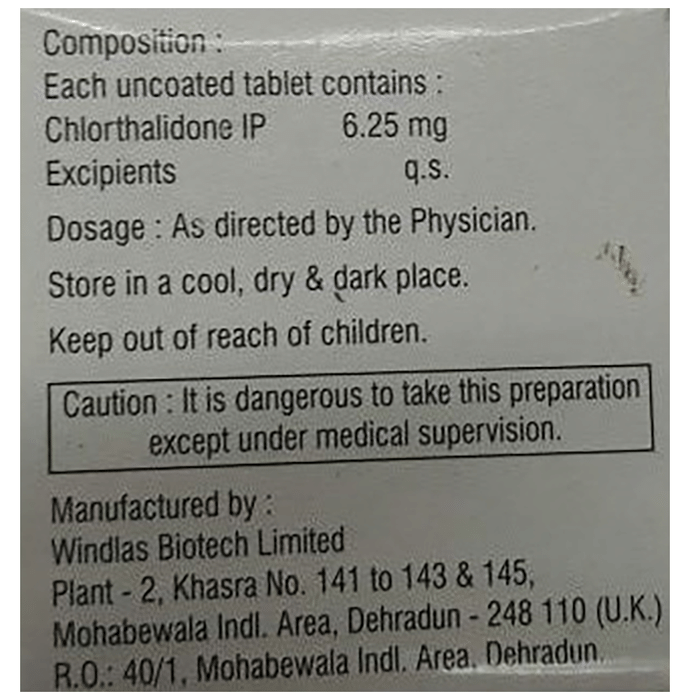 Composition :
Each uncoated tablet contains :
Chlorthalidone IP 6.25 mg
Excipients q.s.
Dosage : As directed by the Physician.
Store in a cool, dry & dark place.
Keep out of reach of children.
Caution : It is dangerous to take this preparation
except under medical supervision.
Manufactured by :
Windlas Biotech Limited
Plant - 2, Khasra No. 141 to 143 & 145,
Mohabewala Indl. Area, Dehradun - 248 110 (U.K.)
R.O.: 40/1, Mohabewala Indl. Area, Dehradun.